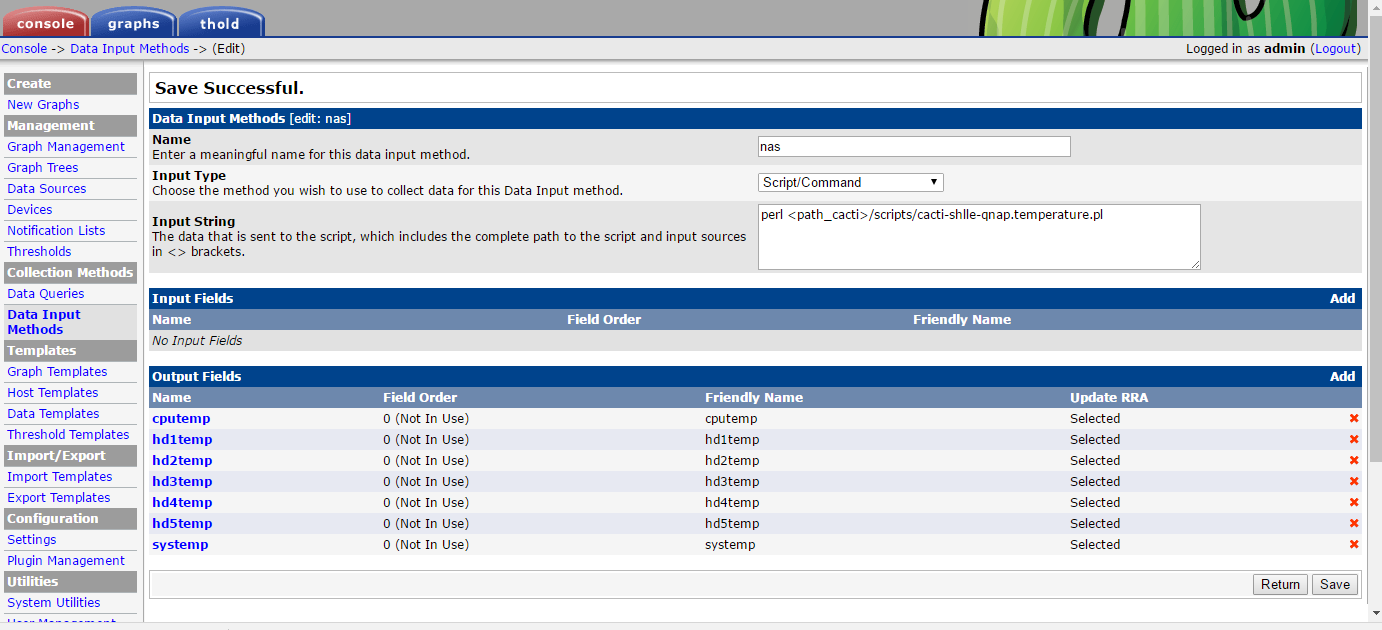 console graphs thold
Console -> Data Input Methods -> (Edit)
Logged in as admin (Logout)
Create
New Graphs
Management
Graph Management
Graph Trees
Data Sources
Devices
Notification Lists
Thresholds
Collection Methods
Data Queries
Data Input
Methods
Templates
Graph Templates
Host Templates
Data Templates
Threshold Templates
Import/Export
Import Templates
Export Templates
Configuration
Settings
Plugin Management
Utilities
System Utilities
User Management
Save Successful.
Data Input Methods [edit: nas]
Name
Enter a meaningful name for this data input method.
nas
Input Type
Choose the method you wish to use to collect data for this Data Input method.
Script/Command
Input String
The data that is sent to the script, which includes the complete path to the script and input sources
in <> brackets.
perl <path_cacti>/scripts/cacti-shlle-qnap.temperature.pl
Input Fields Add
Name Field Order Friendly Name
No Input Fields
Output Fields Add
Name Field Order Friendly Name Update RRA
cputemp 0 (Not In Use) cputemp Selected
hd1temp 0 (Not In Use) hd1temp Selected
hd2temp 0 (Not In Use) hd2temp Selected
hd3temp 0 (Not In Use) hd3temp Selected
hd4temp 0 (Not In Use) hd4temp Selected
hd5temp 0 (Not In Use) hd5temp Selected
systemp 0 (Not In Use) systemp Selected
Return Save